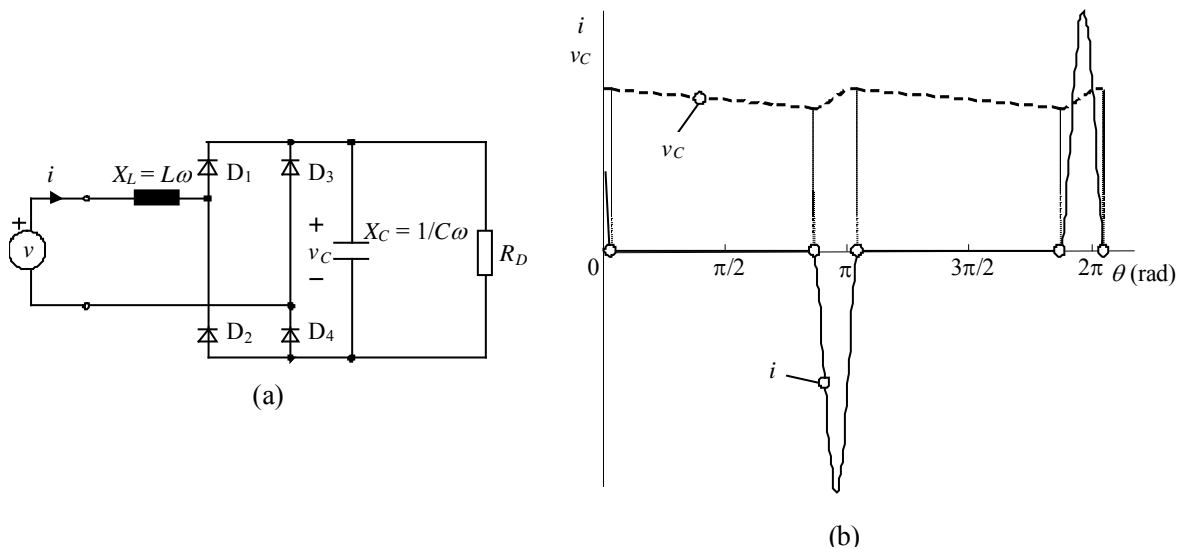 i
X_L = Lω
D₁
D₃
+
v
+
v_C
−
X_C = 1/Cω
R_D
D₂
D₄
(a)
i
v_C
v_C
0
π/2
π
3π/2
2π
θ (rad)
i
(b)